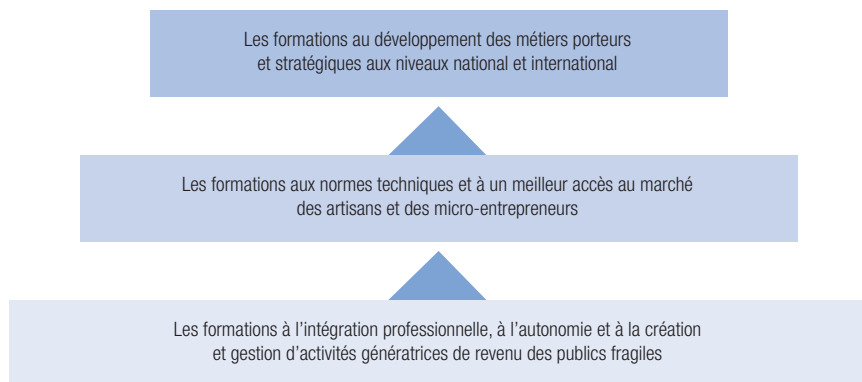 Les formations au développement des métiers porteurs
et stratégiques aux niveaux national et international
Les formations aux normes techniques et à un meilleur accès au marché
des artisans et des micro-entrepreneurs
Les formations à l’intégration professionnelle, à l’autonomie et à la création
et gestion d’activités génératrices de revenu des publics fragiles